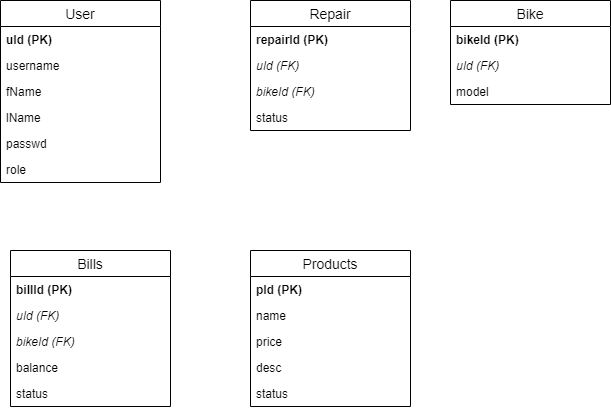 User
uId (PK)
username
fName
lName
passwd
role
Repair
repairId (PK)
uId (FK)
bikeId (FK)
status
Bike
bikeId (PK)
uId (FK)
model
Bills
billId (PK)
uId (FK)
bikeId (FK)
balance
status
Products
pId (PK)
name
price
desc
status